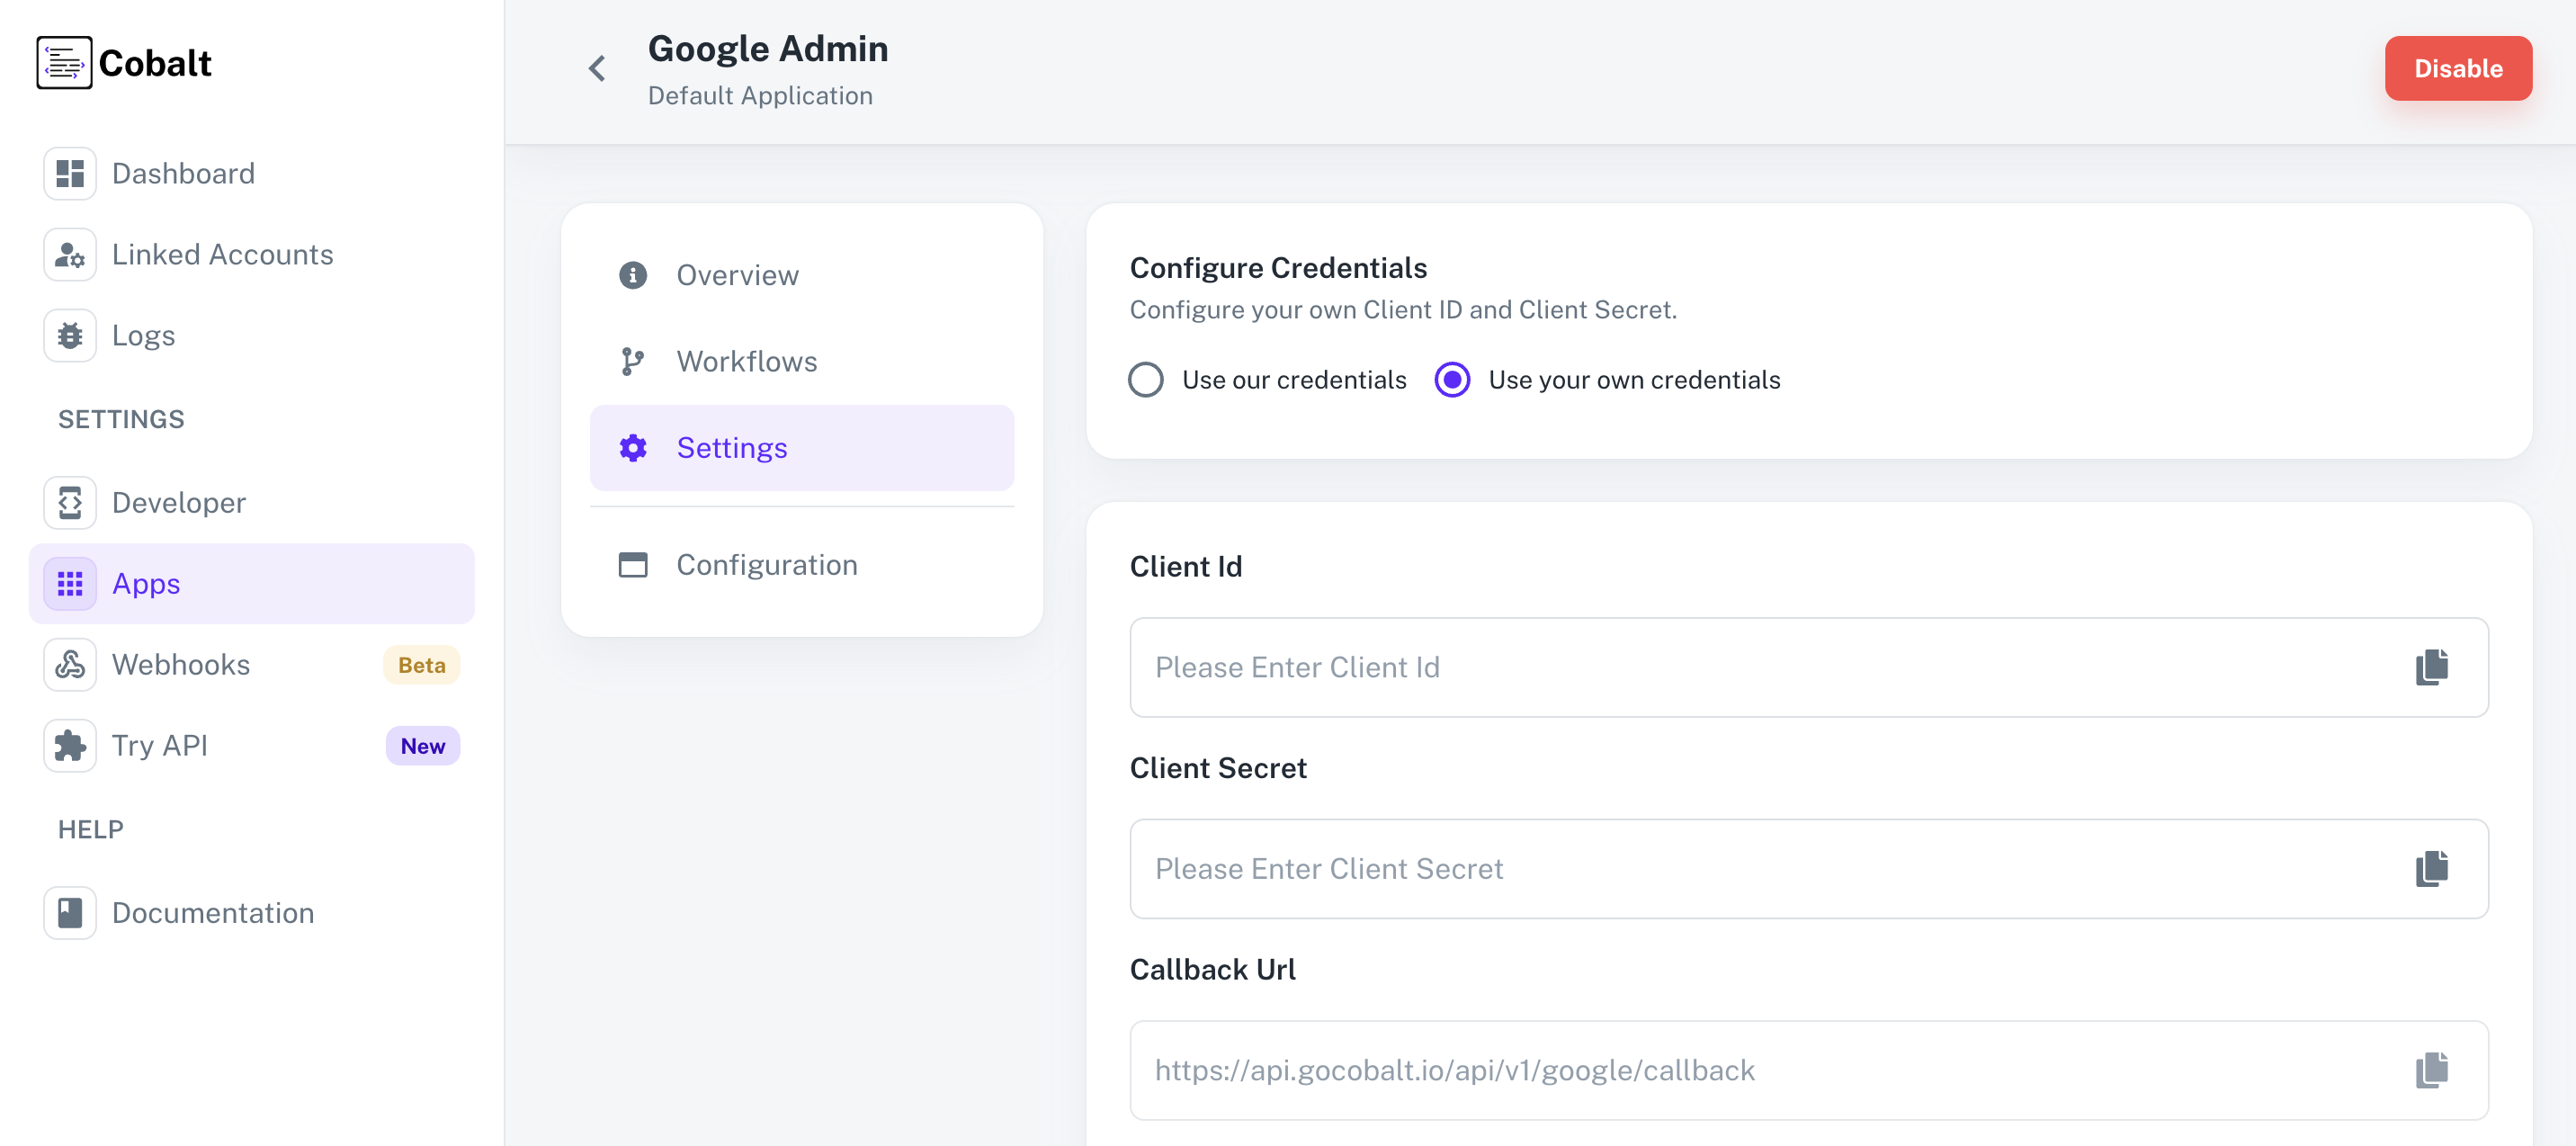 Cobalt
Dashboard
Linked Accounts
Logs
SETTINGS
Developer
Apps
Webhooks Beta
Try API New
HELP
Documentation
Google Admin
Default Application
Disable
Overview
Workflows
Settings
Configuration
Configure Credentials
Configure your own Client ID and Client Secret.
Use our credentials Use your own credentials
Client Id
Please Enter Client Id
Client Secret
Please Enter Client Secret
Callback Url
https://api.gocobalt.io/api/v1/google/callback